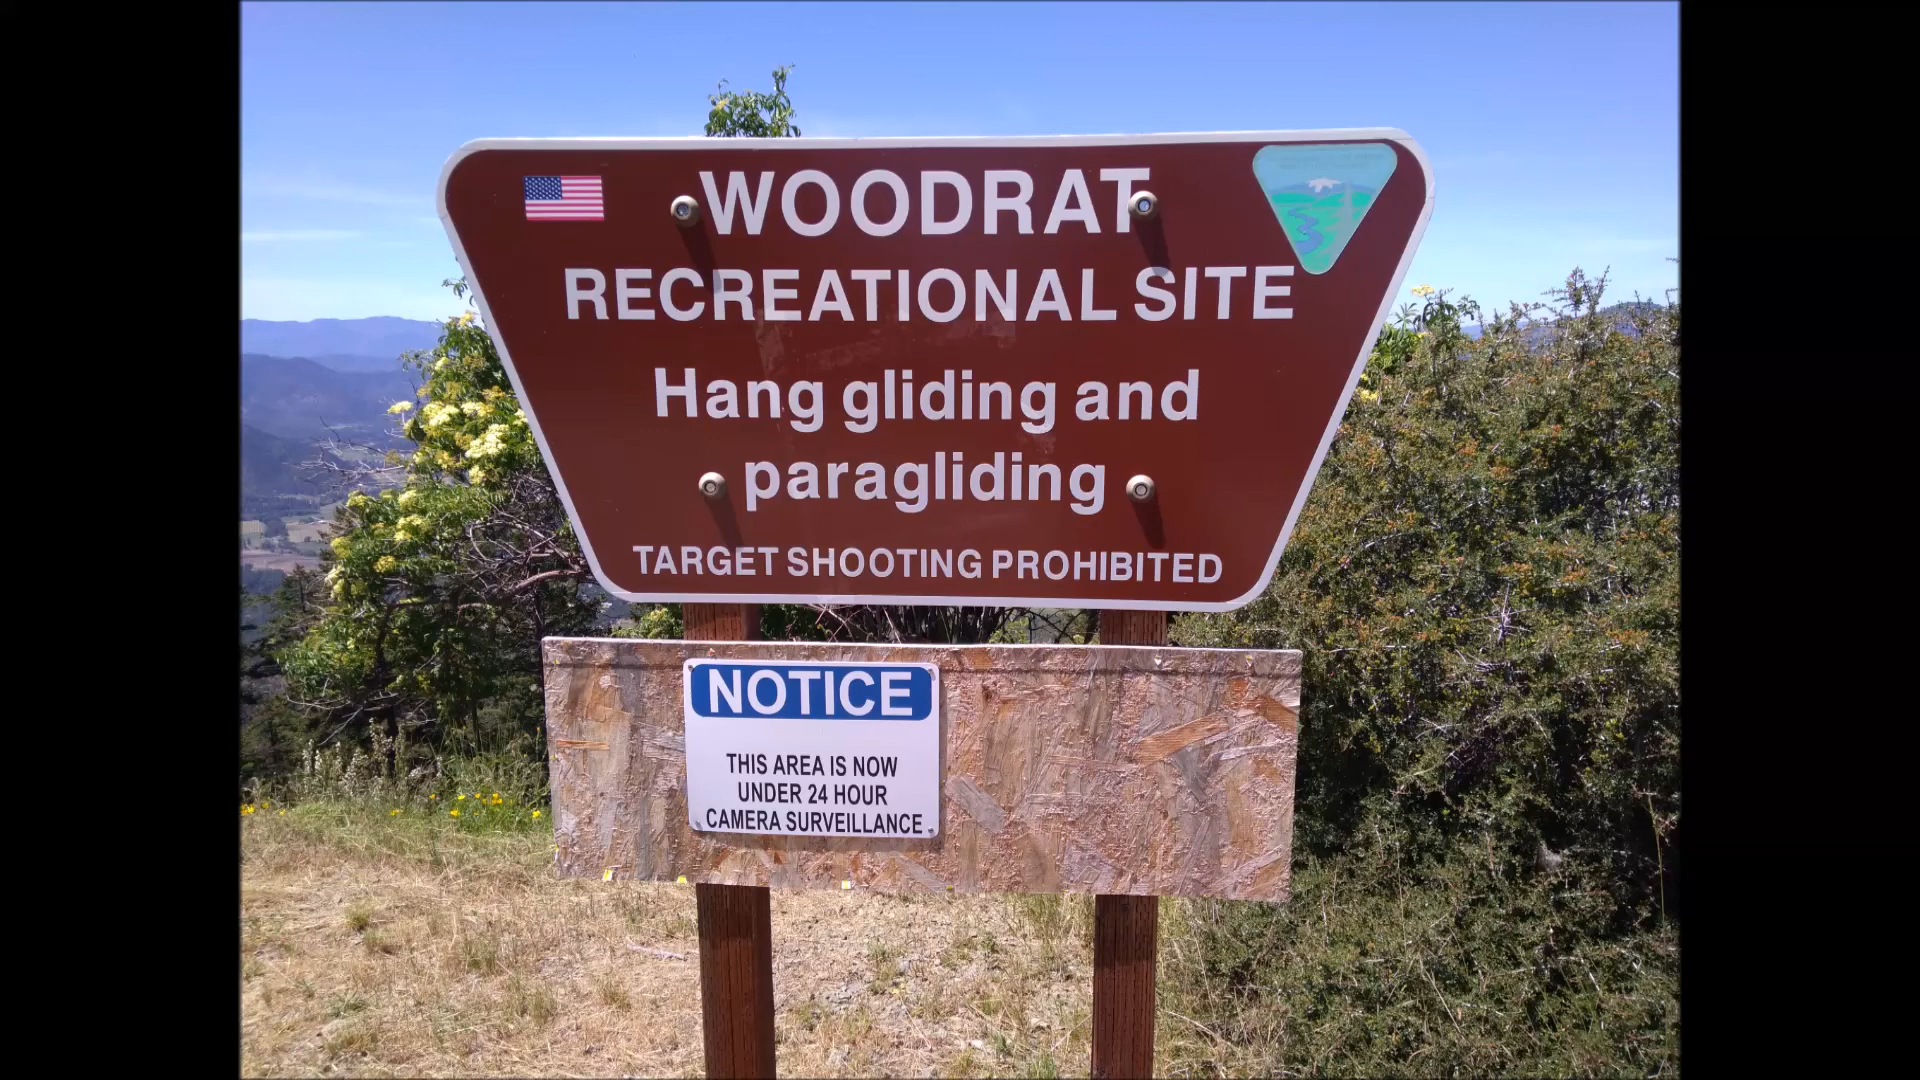 WOODRAT
RECREATIONAL SITE
Hang gliding and
paragliding
TARGET SHOOTING PROHIBITED
NOTICE
THIS AREA IS NOW
UNDER 24 HOUR
CAMERA SURVEILLANCE